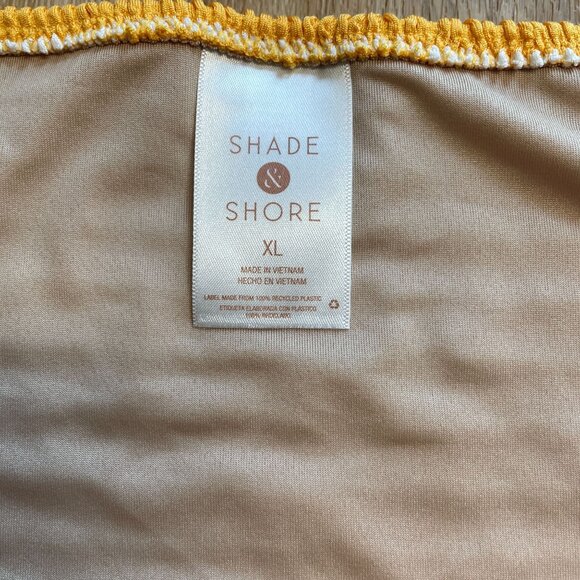 SHADE
&
SHORE
XL
MADE IN VIETNAM
HECHO EN VIETNAM
LABEL MADE FROM 100% RECYCLED PLASTIC
ETIQUETA ELABORADA CON PLASTICO
100% RECICLADO